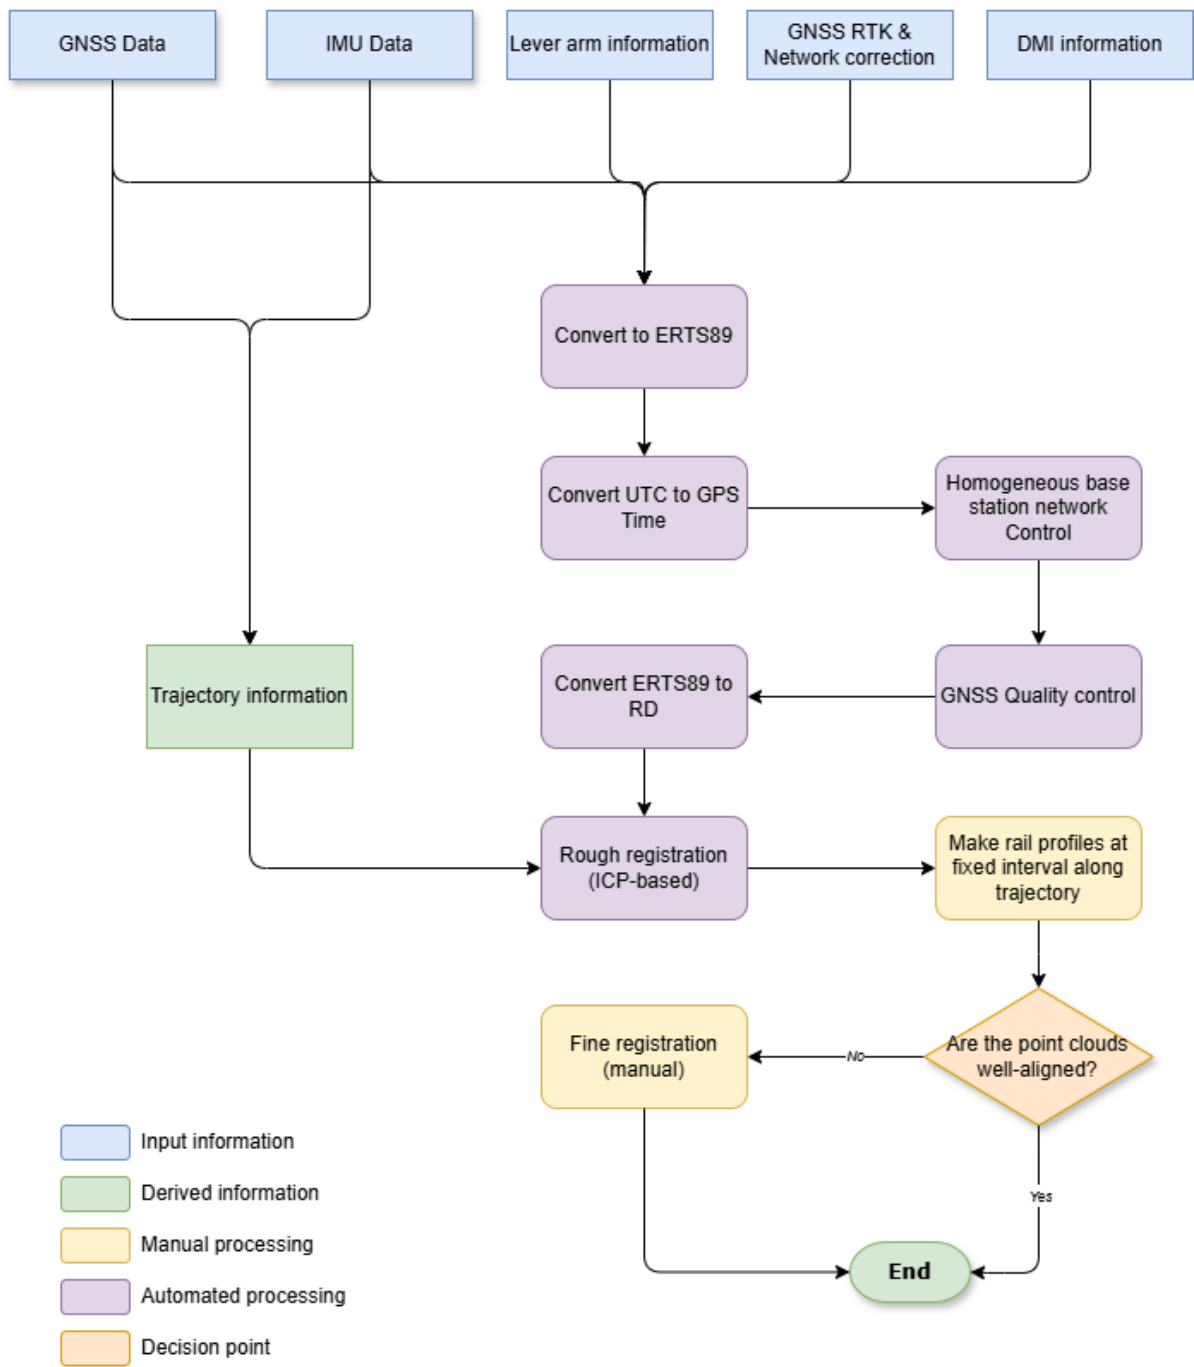 GNSS Data
IMU Data
Lever arm information
GNSS RTK &
Network correction
DMI information
Convert to ERTS89
Convert UTC to GPS
Time
Homogeneous base
station network
Control
Trajectory information
Convert ERTS89 to
RD
GNSS Quality control
Rough registration
(ICP-based)
Make rail profiles at
fixed interval along
trajectory
Fine registration
(manual)
No
Are the point clouds
well-aligned?
Yes
End
Input information
Derived information
Manual processing
Automated processing
Decision point